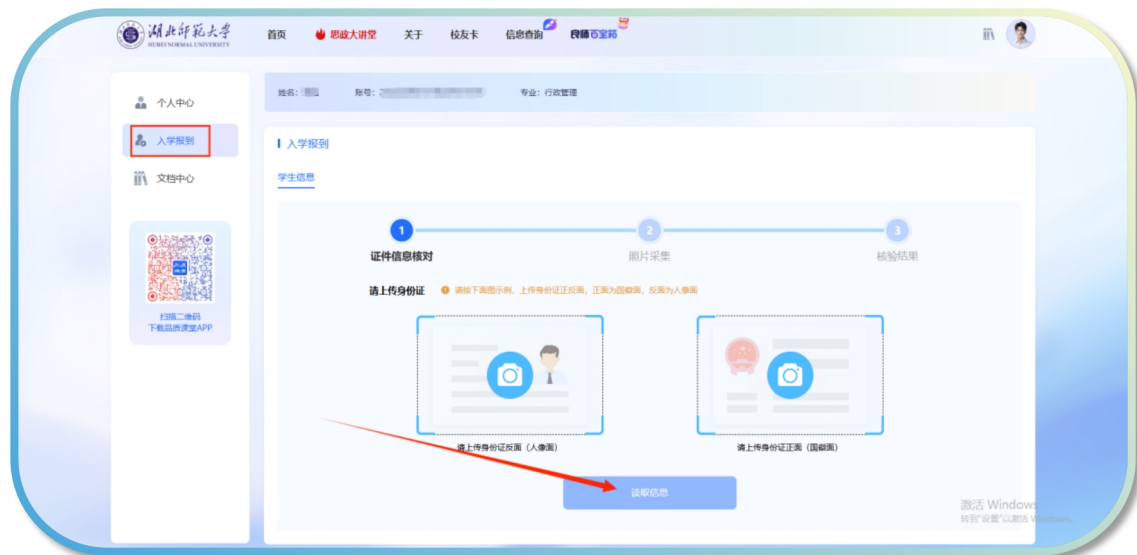 湖北师范大学
HUBEI NORMAL UNIVERSITY
首页 思政大讲堂 关于 校友卡 信息查询 良师百宝箱
姓名: 账号: 专业: 行政管理
个人中心
入学报到
文档中心
扫描二维码
下载品质课堂APP
入学报到
学生信息
1 2 3
证件信息核对 照片采集 核验结果
请上传身份证 请按下面图示例，上传身份证正反面，正面为国徽面，反面为人像面
请上传身份证反面（人像面） 请上传身份证正面（国徽面）
读取信息
激活 Windows
转到“设置”以激活 Windows。